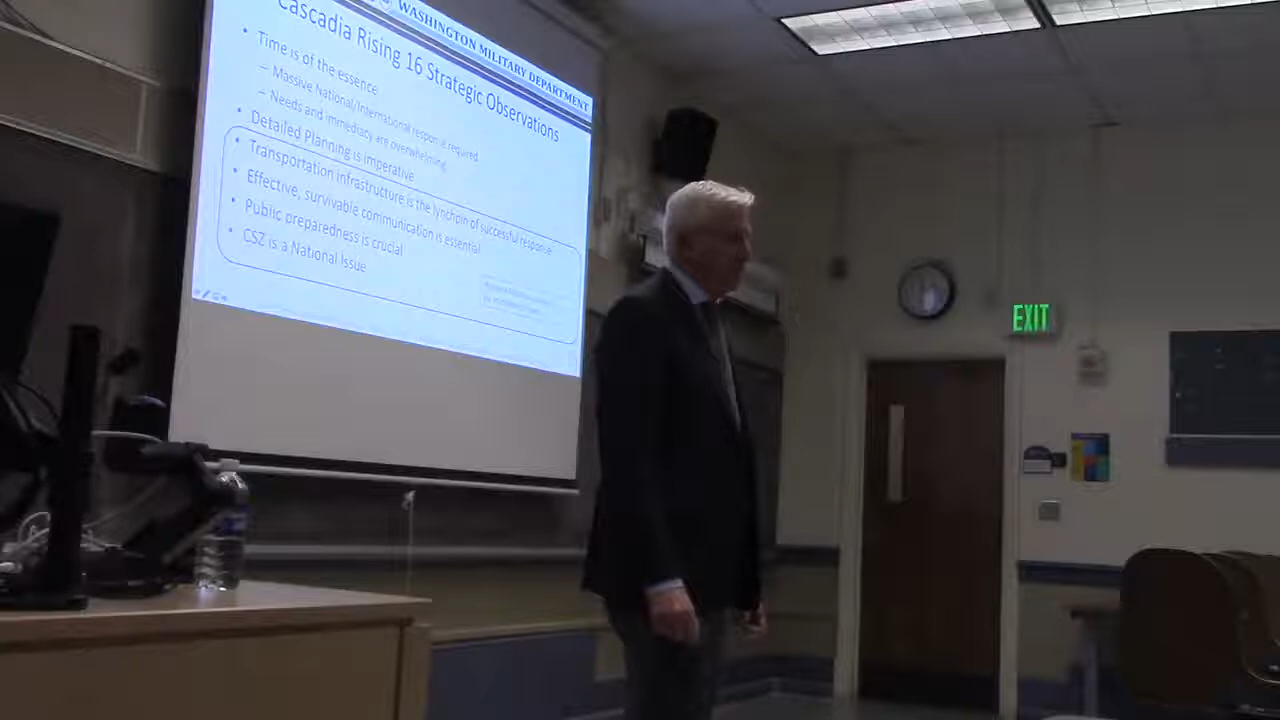 WASHINGTON MILITARY DEPARTMENT
Cascadia Rising 16 Strategic Observations
• Time is of the essence
– Massive National/International response required
– Needs and immediacy are overwhelming
• Detailed Planning is imperative
• Transportation infrastructure is the lynchpin of successful response
• Effective, survivable communication is essential
• Public preparedness is crucial
• CSZ is a National Issue
EXIT